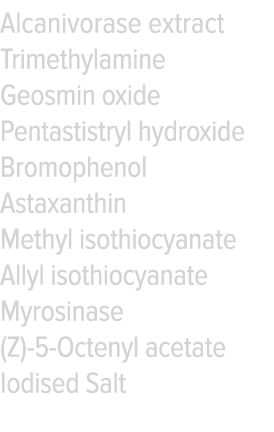 Alcanivorase extract
Trimethylamine
Geosmin oxide
Pentastistryl hydroxide
Bromophenol
Astaxanthin
Methyl isothiocyanate
Allyl isothiocyanate
Myrosinase
(Z)-5-Octenyl acetate
Iodised Salt